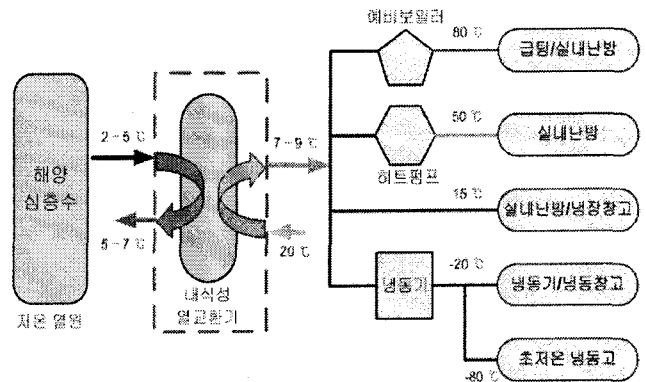 예비보일러
80 ℃
급탕/실내난방
2-5 ℃
7-9 ℃
50 ℃
실내난방
해양
심층수
히트펌프
15 ℃
실내난방/냉장창고
5-7 ℃
20 ℃
냉동기
-20 ℃
냉동기/냉동창고
내식성
열교환기
저온 열원
초저온 냉동고
-80 ℃